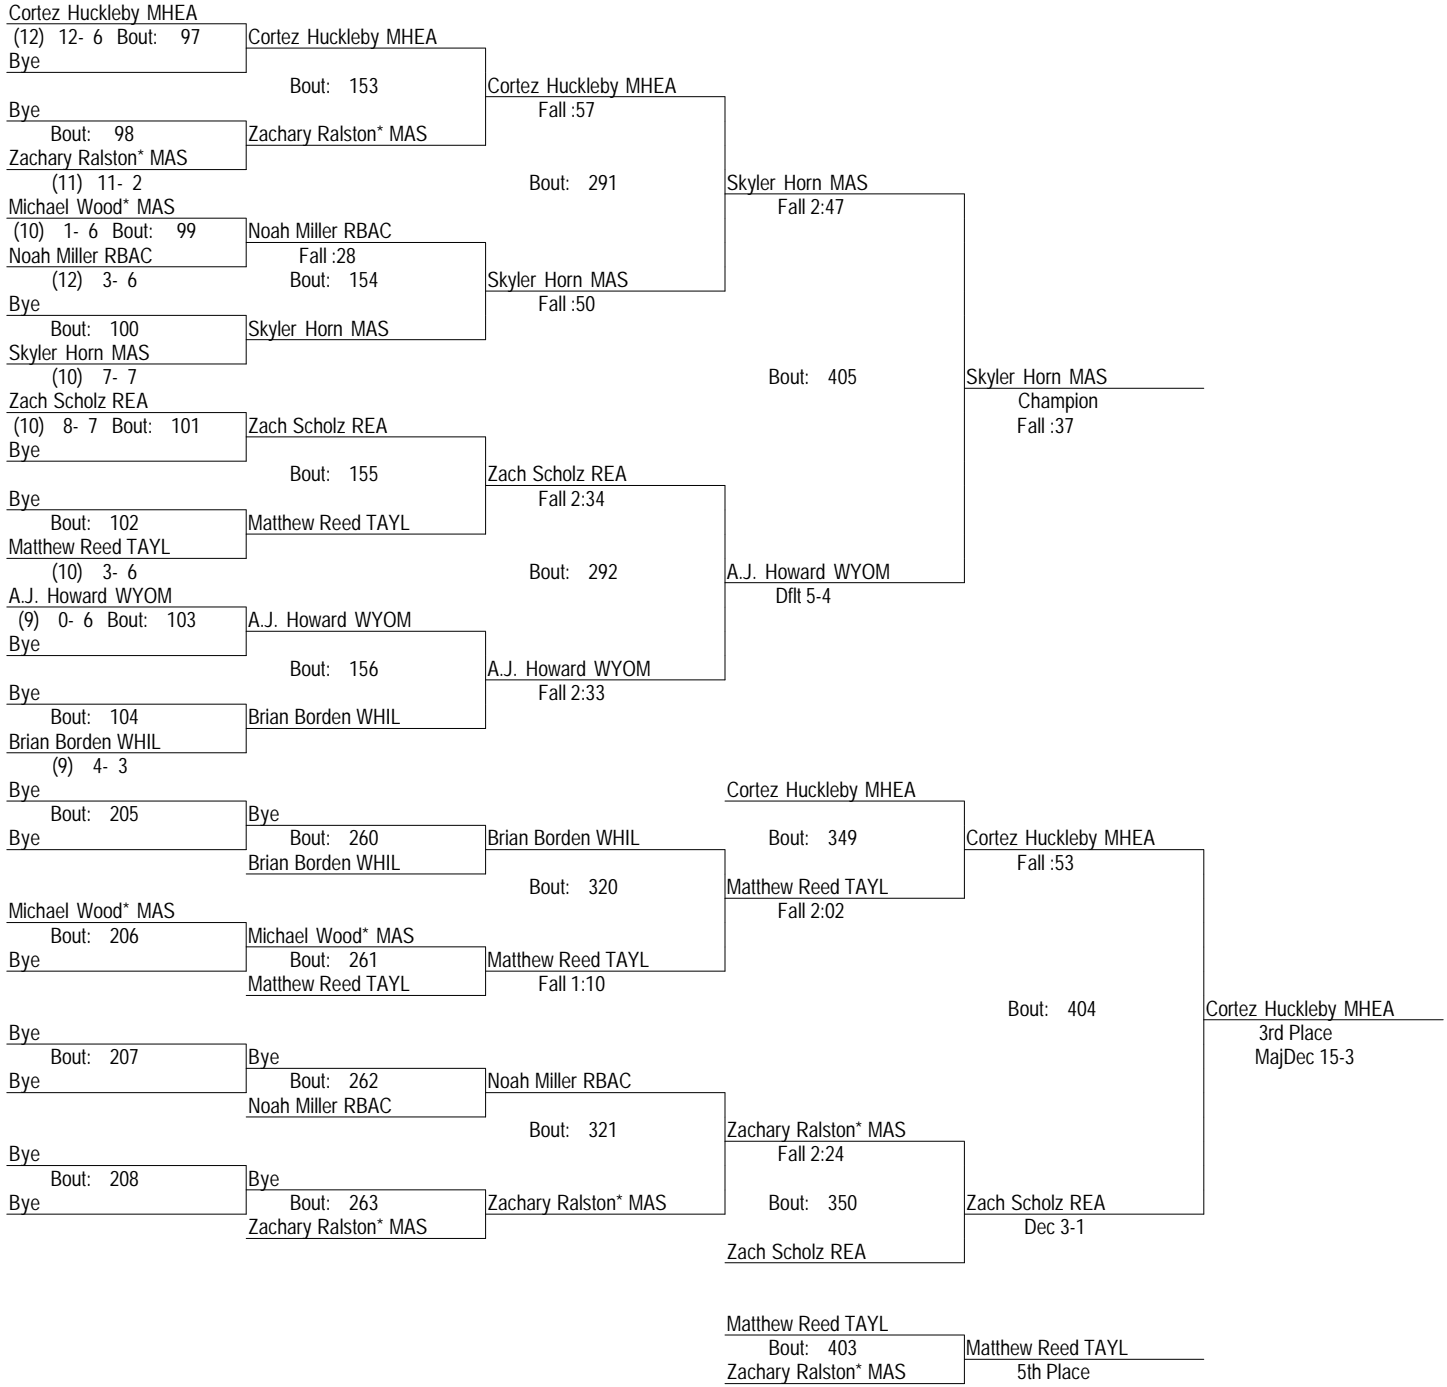 Cortez Huckleby MHEA
(12) 12- 6 Bout: 97
Cortez Huckleby MHEA
Bye
Bout: 153
Cortez Huckleby MHEA
Bye
Fall :57
Bout: 98
Zachary Ralston* MAS
Zachary Ralston* MAS
(11) 11- 2
Bout: 291
Skyler Horn MAS
Michael Wood* MAS
Fall 2:47
(10) 1- 6 Bout: 99
Noah Miller RBAC
Noah Miller RBAC
Fall :28
(12) 3- 6
Bout: 154
Skyler Horn MAS
Bye
Fall :50
Bout: 100
Skyler Horn MAS
Skyler Horn MAS
(10) 7- 7
Bout: 405
Skyler Horn MAS
Zach Scholz REA
Champion
(10) 8- 7 Bout: 101
Zach Scholz REA
Fall :37
Bye
Bout: 155
Zach Scholz REA
Bye
Fall 2:34
Bout: 102
Matthew Reed TAYL
Matthew Reed TAYL
(10) 3- 6
Bout: 292
A.J. Howard WYOM
A.J. Howard WYOM
Dflt 5-4
(9) 0- 6 Bout: 103
A.J. Howard WYOM
Bye
Bout: 156
A.J. Howard WYOM
Bye
Fall 2:33
Bout: 104
Brian Borden WHIL
Brian Borden WHIL
(9) 4- 3
Bye
Cortez Huckleby MHEA
Bout: 205
Bye
Bye
Bout: 260
Brian Borden WHIL
Bout: 349
Cortez Huckleby MHEA
Brian Borden WHIL
Fall :53
Bout: 320
Matthew Reed TAYL
Michael Wood* MAS
Fall 2:02
Bout: 206
Michael Wood* MAS
Bye
Bout: 261
Matthew Reed TAYL
Matthew Reed TAYL
Fall 1:10
Bout: 404
Cortez Huckleby MHEA
Bye
3rd Place
Bout: 207
Bye
MajDec 15-3
Bye
Bout: 262
Noah Miller RBAC
Noah Miller RBAC
Bout: 321
Zachary Ralston* MAS
Bye
Fall 2:24
Bout: 208
Bye
Bye
Bout: 263
Zachary Ralston* MAS
Bout: 350
Zach Scholz REA
Zachary Ralston* MAS
Dec 3-1
Zach Scholz REA
Matthew Reed TAYL
Bout: 403
Matthew Reed TAYL
Zachary Ralston* MAS
5th Place